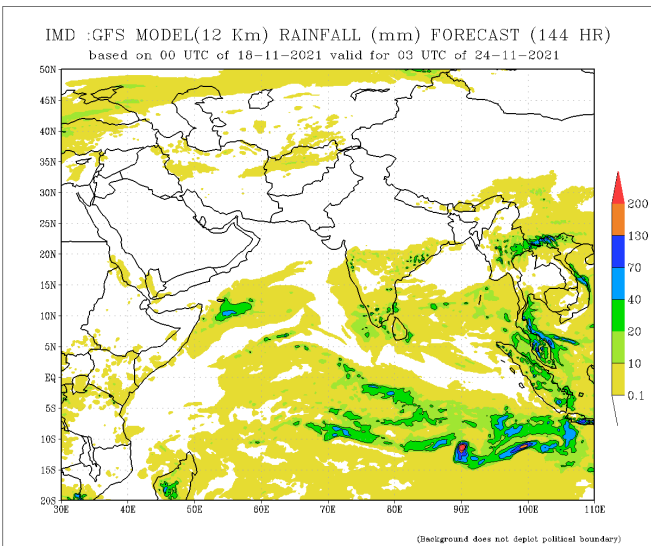 IMD :GFS MODEL(12 Km) RAINFALL (mm) FORECAST (144 HR)
based on 00 UTC of 18-11-2021 valid for 03 UTC of 24-11-2021
50N
45N
40N
35N
30N
25N
20N
15N
10N
5N
EQ
5S
10S
15S
20S
30E
40E
50E
60E
70E
80E
90E
100E
110E
200
130
70
40
20
10
0.1
(Background does not depict political boundary)